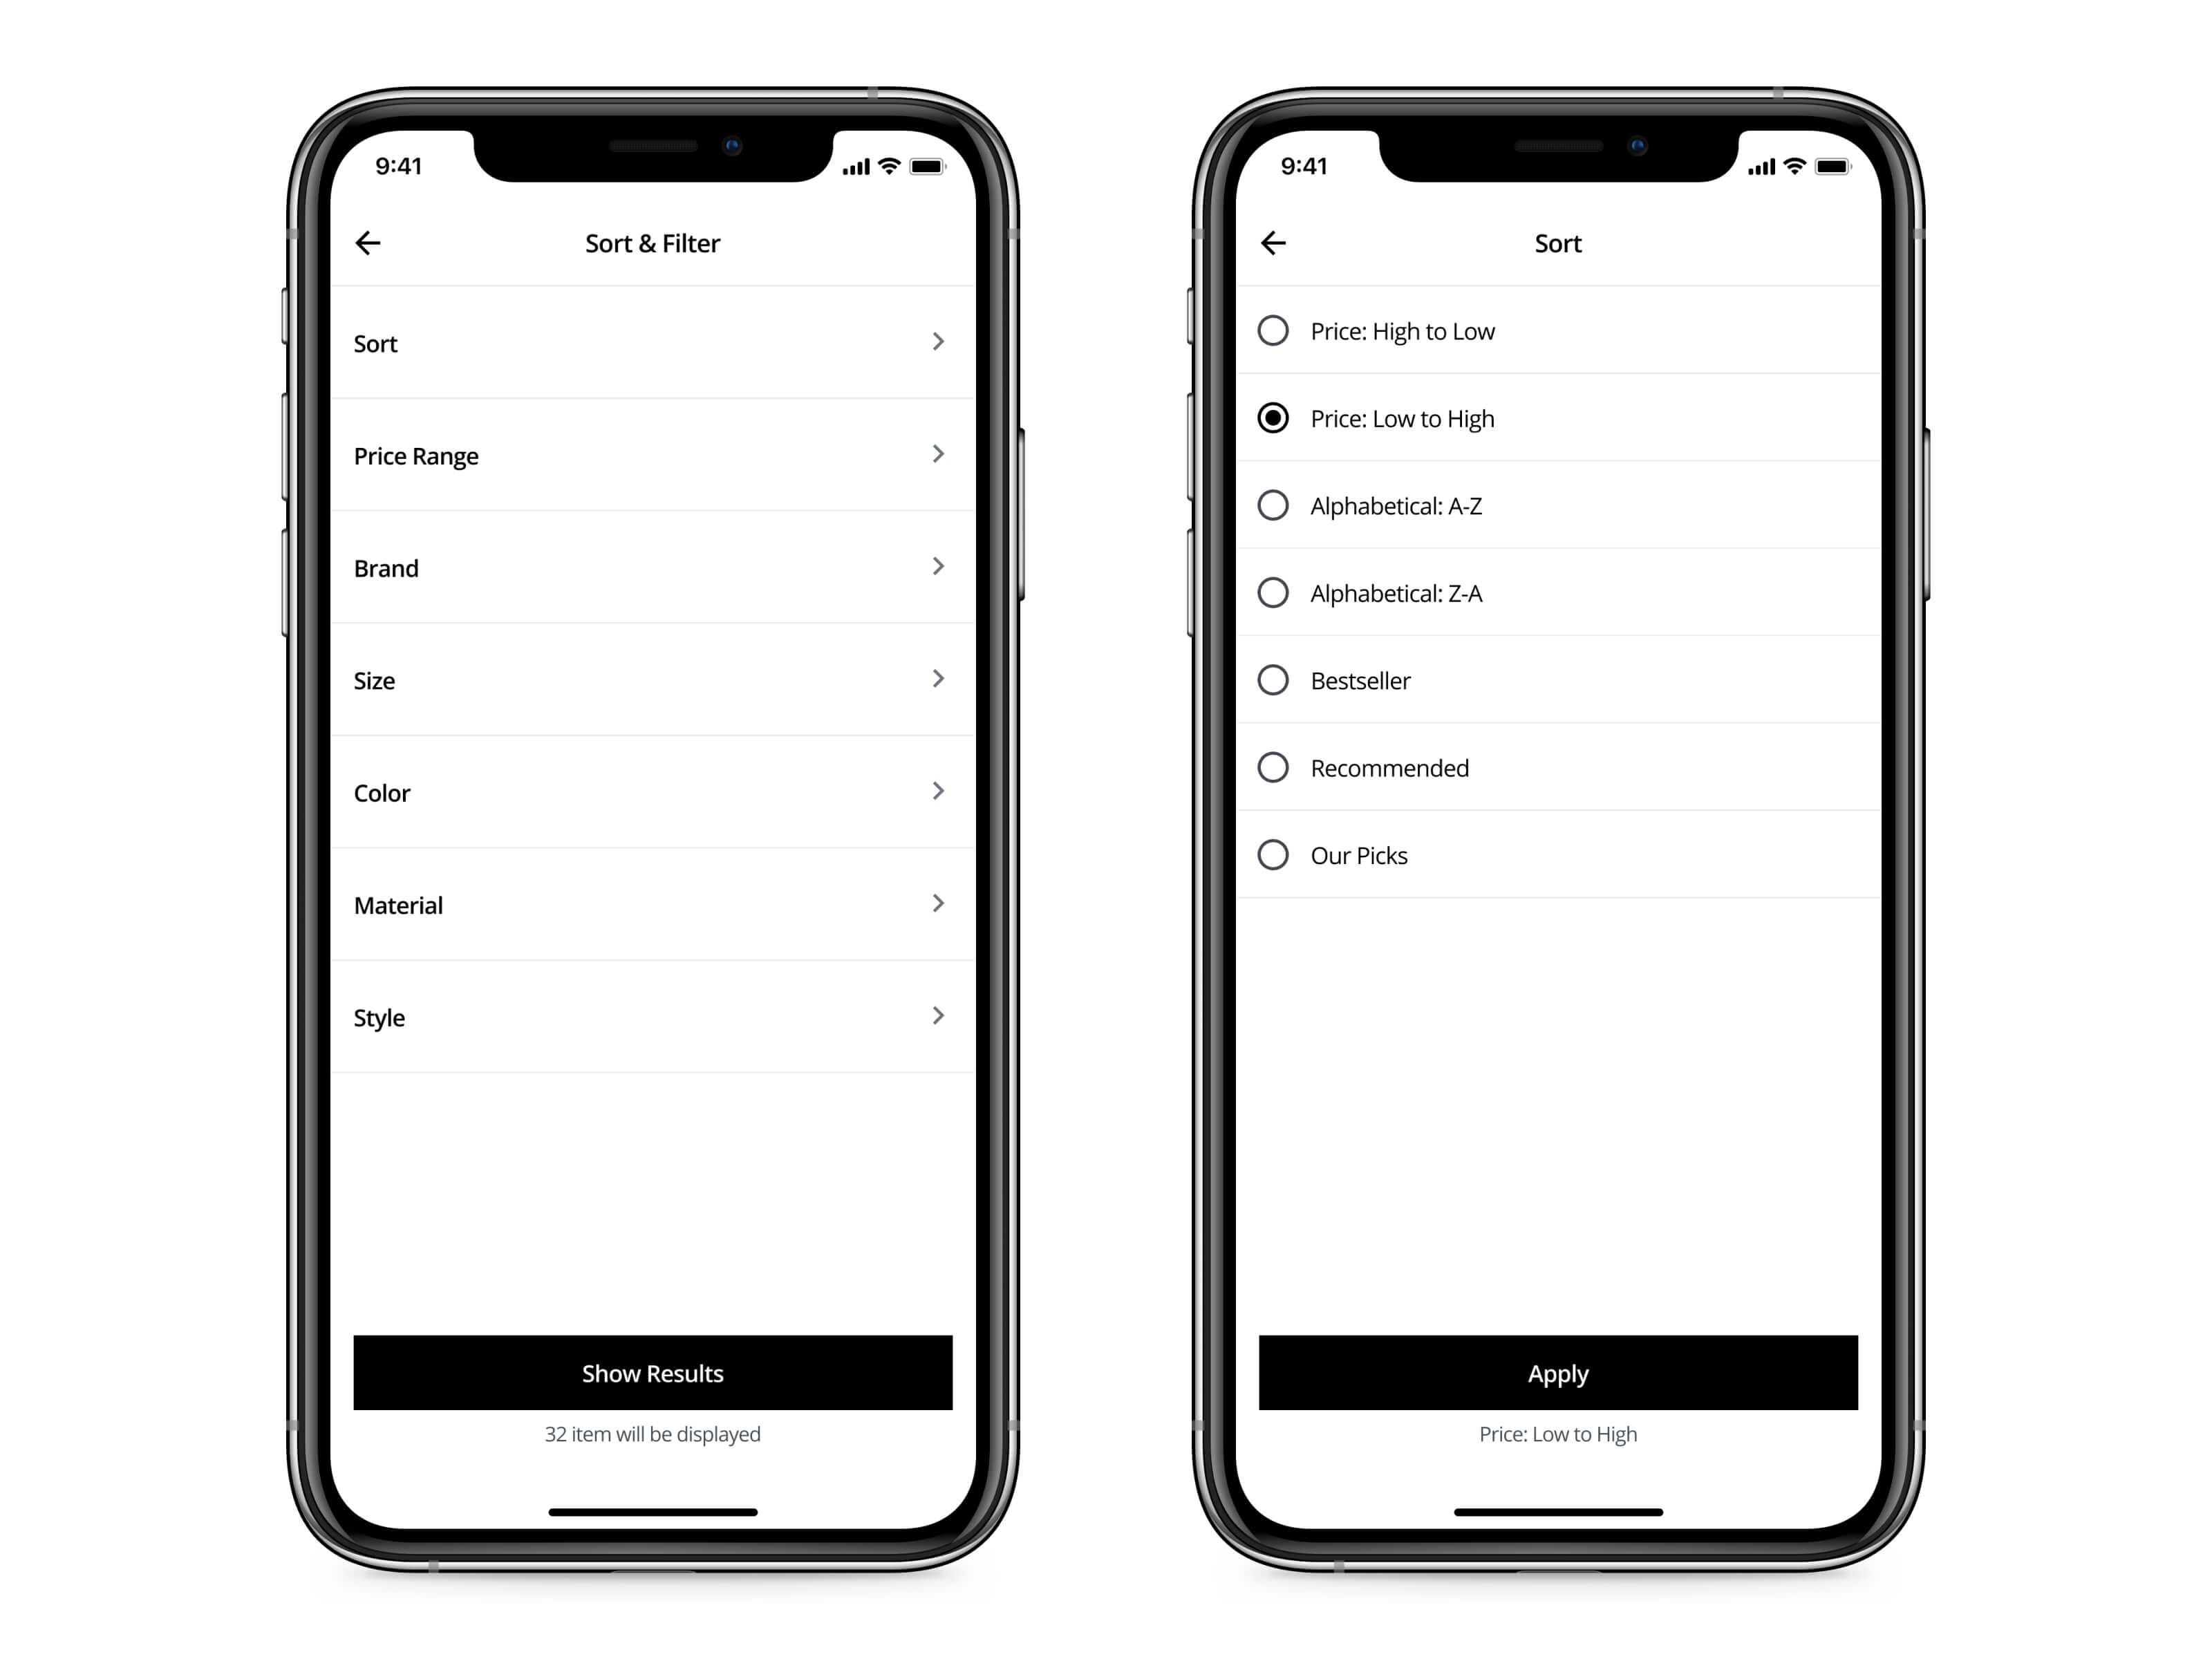 9:41
Sort & Filter
Sort
Price Range
Brand
Size
Color
Material
Style
Show Results
32 item will be displayed
9:41
Sort
Price: High to Low
Price: Low to High
Alphabetical: A-Z
Alphabetical: Z-A
Bestseller
Recommended
Our Picks
Apply
Price: Low to High